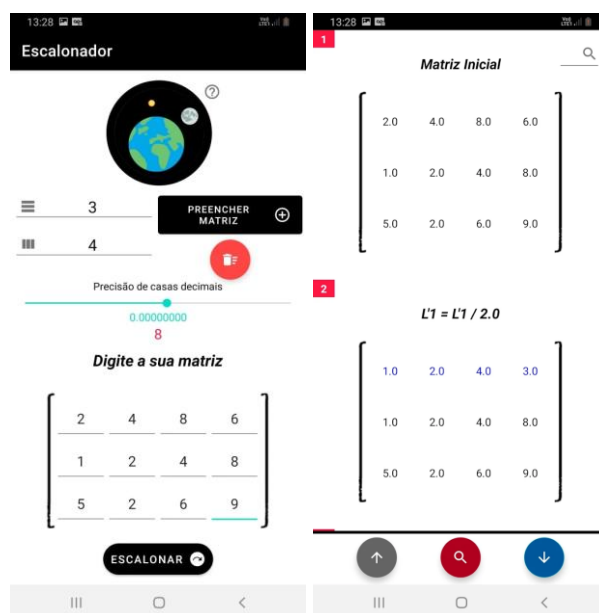 13:28
Escalonador
?
3
PREENCHER
MATRIZ
4
Precisão de casas decimais
0.00000000
8
Digite a sua matriz
2 4 8 6
1 2 4 8
5 2 6 9
ESCALONAR
13:28
1
Matriz Inicial
2.0 4.0 8.0 6.0
1.0 2.0 4.0 8.0
5.0 2.0 6.0 9.0
2
L'1 = L'1 / 2.0
1.0 2.0 4.0 3.0
1.0 2.0 4.0 8.0
5.0 2.0 6.0 9.0